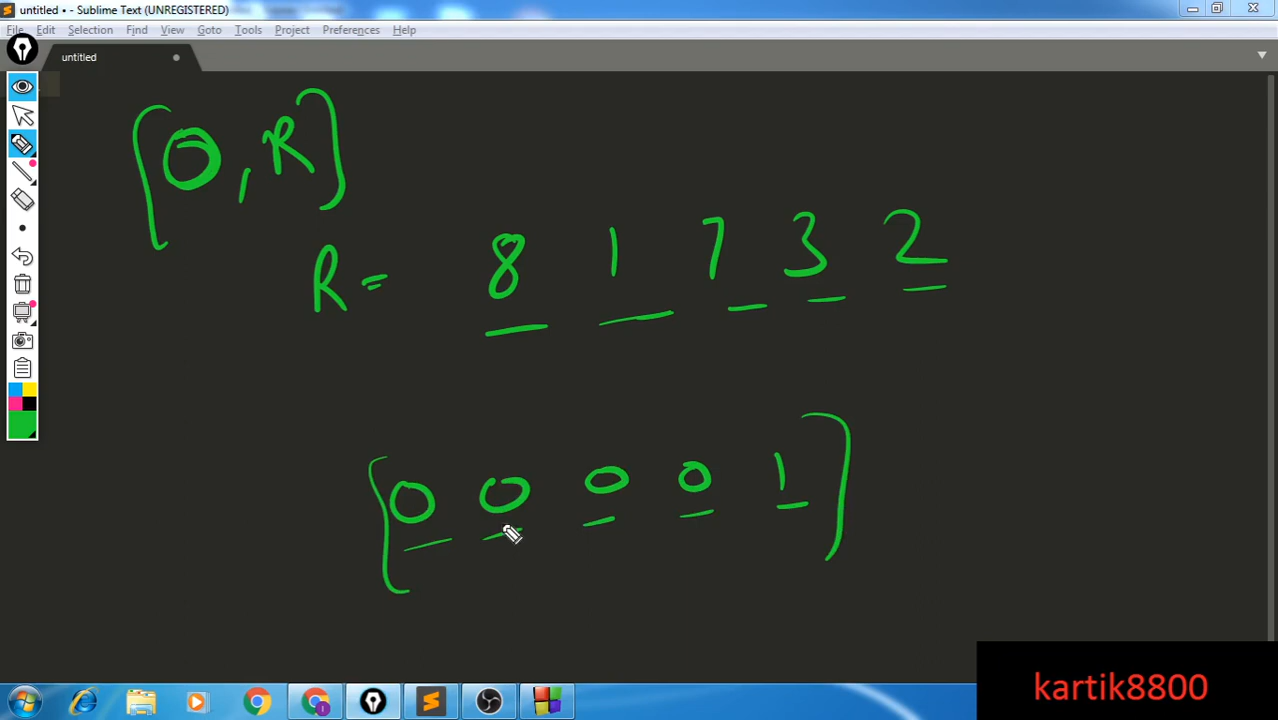 untitled • - Sublime Text (UNREGISTERED)
File Edit Selection Find View Goto Tools Project Preferences Help
untitled
[0, R]
R = 8 1 7 3 2
[0 0 0 0 1]
kartik8800